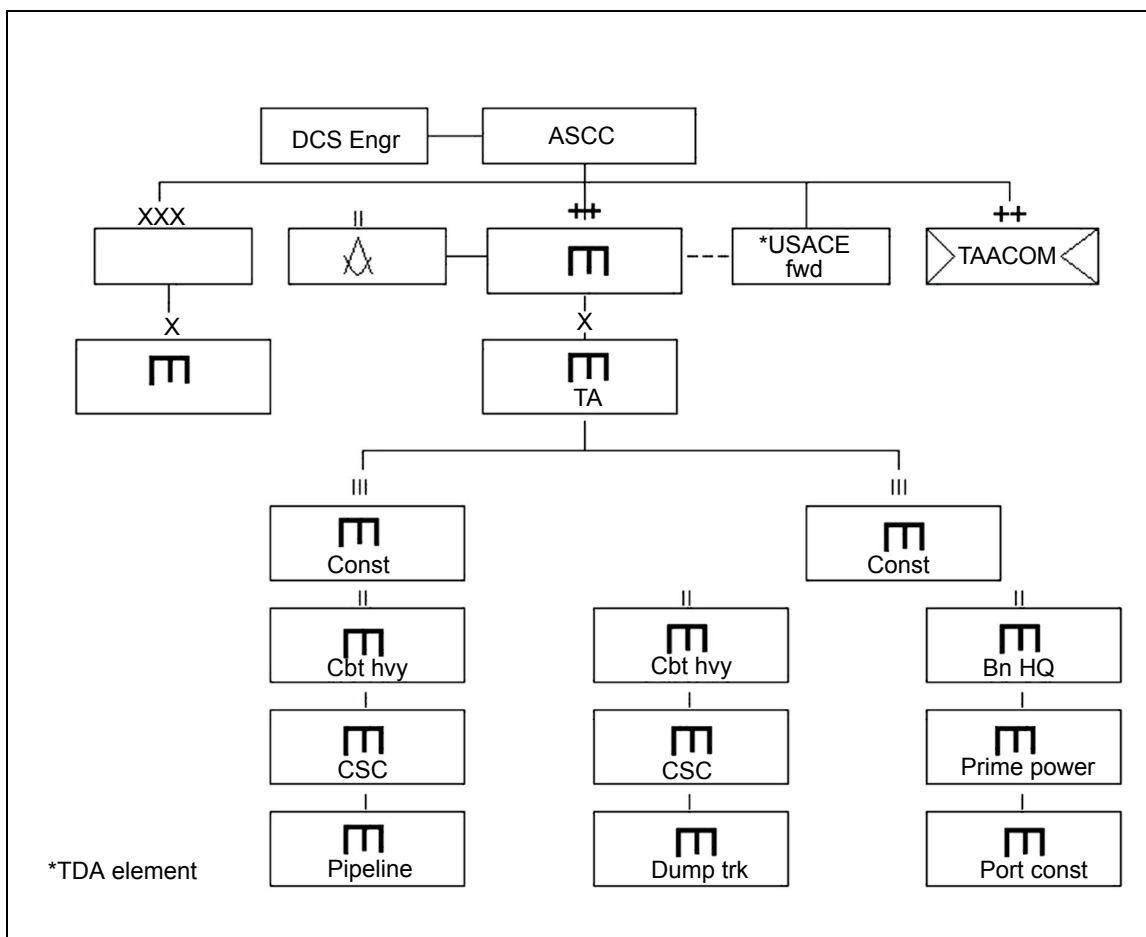 DCS Engr
ASCC
XXX
II
+++
++
*USACE
fwd
TAACOM
X
X
TA
III
III
Const
Const
II
II
II
Cbt hvy
Cbt hvy
Bn HQ
I
I
I
CSC
CSC
Prime power
I
I
I
Pipeline
Dump trk
Port const
*TDA element